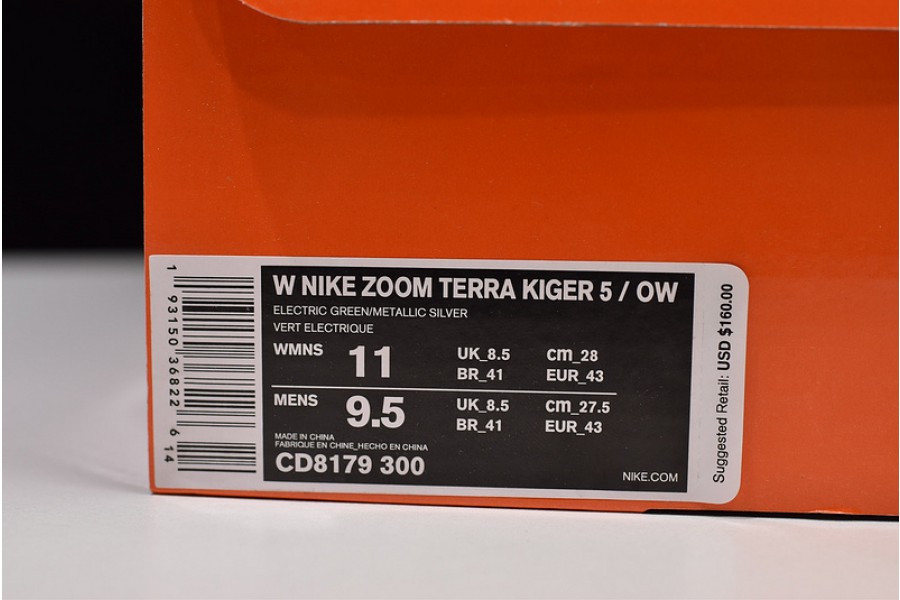 W NIKE ZOOM TERRA KIGER 5 / OW
ELECTRIC GREEN/METALLIC SILVER
VERT ELECTRIQUE
WMNS 11 UK_8.5 cm_28
BR_41 EUR_43
MENS 9.5 UK_8.5 cm_27.5
BR_41 EUR_43
MADE IN CHINA
FABRIQUE EN CHINE_HECHO EN CHINA
CD8179 300
NIKE.COM
Suggested Retail: USD $160.00
1 93150 36822 6 14